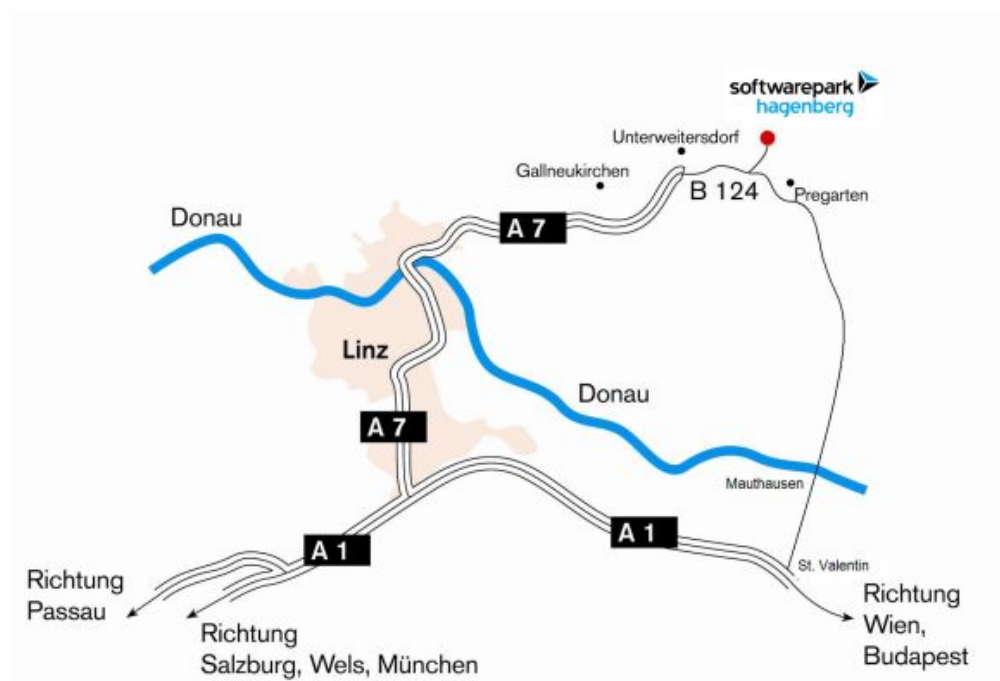 softwarepark
hagenberg
Unterweitersdorf
Gallneukirchen
B 124
Pregarten
Donau
A 7
Linz
Donau
A 7
Mauthausen
A 1
A 1
St. Valentin
Richtung
Passau
Richtung
Wien,
Budapest
Richtung
Salzburg, Wels, München